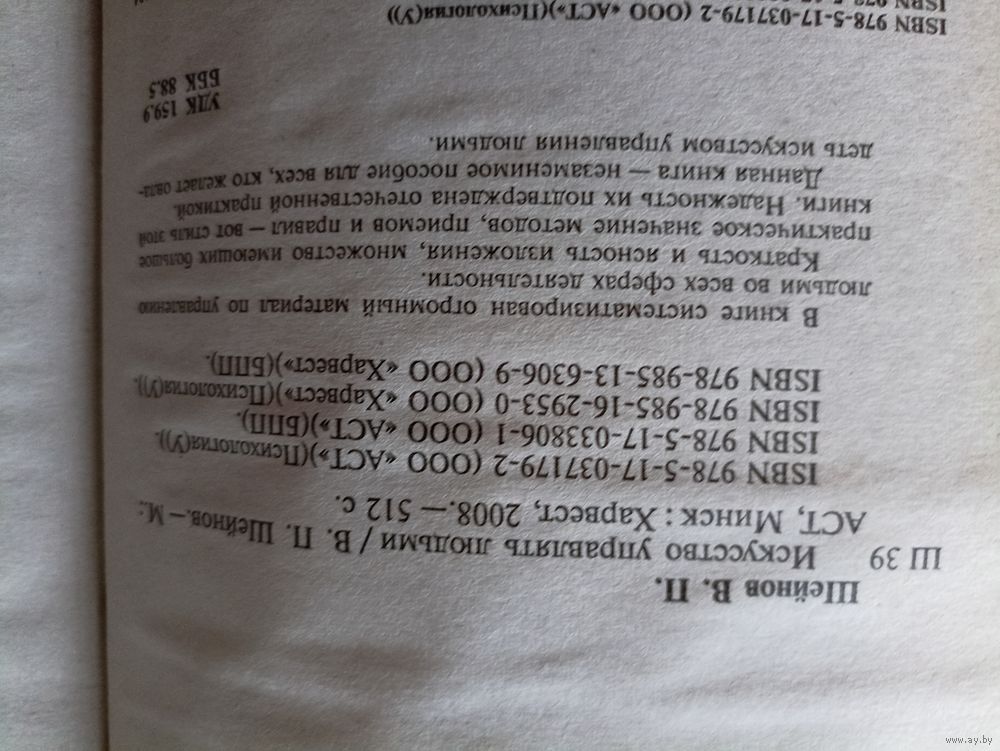 Шейнов В. П.
Ш 39 Искусство управлять людьми / В. П. Шейнов.— М.:
АСТ, Минск : Харвест, 2008.— 512 с.
ISBN 978-5-17-037179-2 (ООО «АСТ»)(Психология(У)).
ISBN 978-5-17-033806-1 (ООО «АСТ»)(БПП).
ISBN 978-985-16-2953-0 (ООО «Харвест»)(Психология(У)).
ISBN 978-985-13-6306-9 (ООО «Харвест»)(БПП).
В книге систематизирован огромный материал по управлению
людьми во всех сферах деятельности.
Краткость и ясность изложения, множество имеющих большое
практическое значение методов, приемов и правил — вот стиль этой
книги. Надежность их подтверждена отечественной практикой.
Данная книга — незаменимое пособие для всех, кто желает овла-
деть искусством управления людьми.
УДК 159.9
ББК 88.5
ISBN 978-5-17-037179-2 (ООО «АСТ»)(Психология(У))
ISBN
www.ay.by